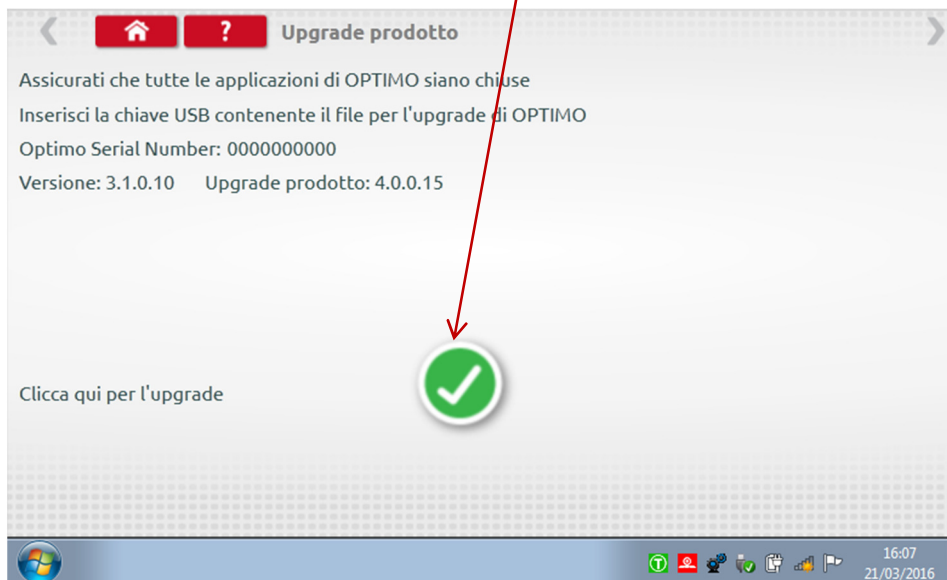 ? Upgrade prodotto
Assicurati che tutte le applicazioni di OPTIMO siano chiuse
Inserisci la chiave USB contenente il file per l'upgrade di OPTIMO
Optimo Serial Number: 0000000000
Versione: 3.1.0.10 Upgrade prodotto: 4.0.0.15
Clicca qui per l'upgrade
T
16:07
21/03/2016